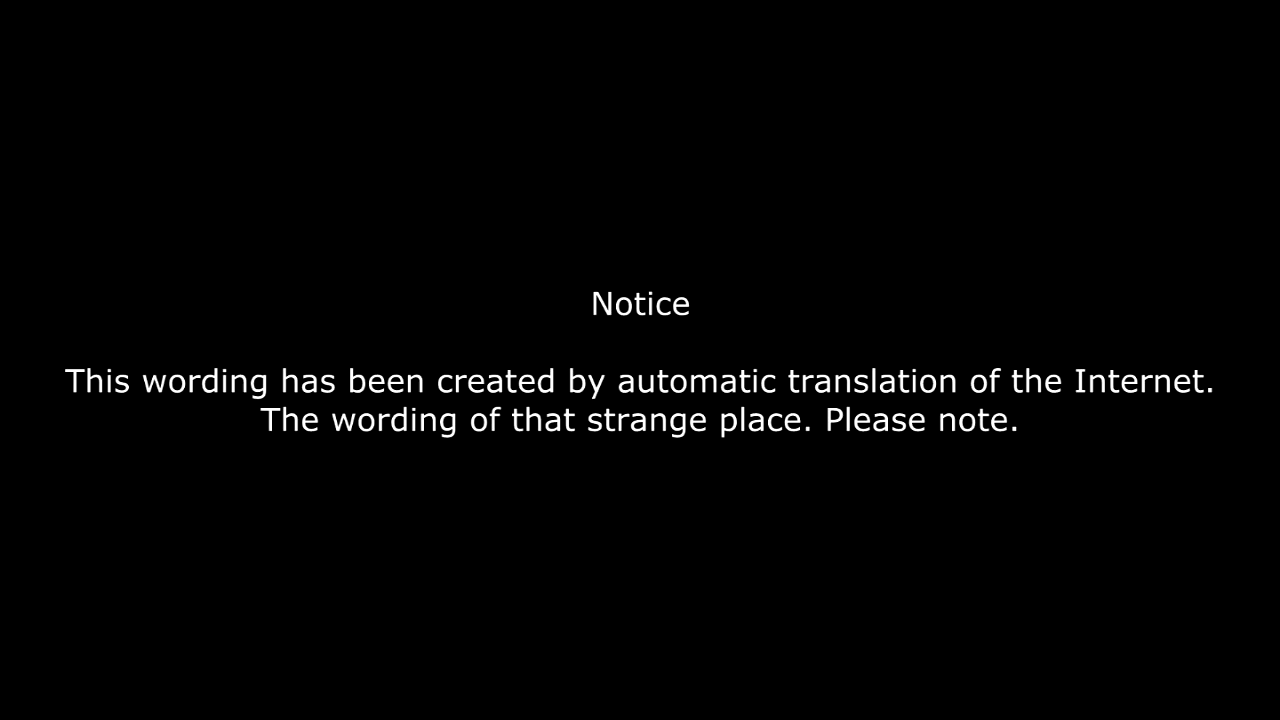 Notice
This wording has been created by automatic translation of the Internet.
The wording of that strange place. Please note.